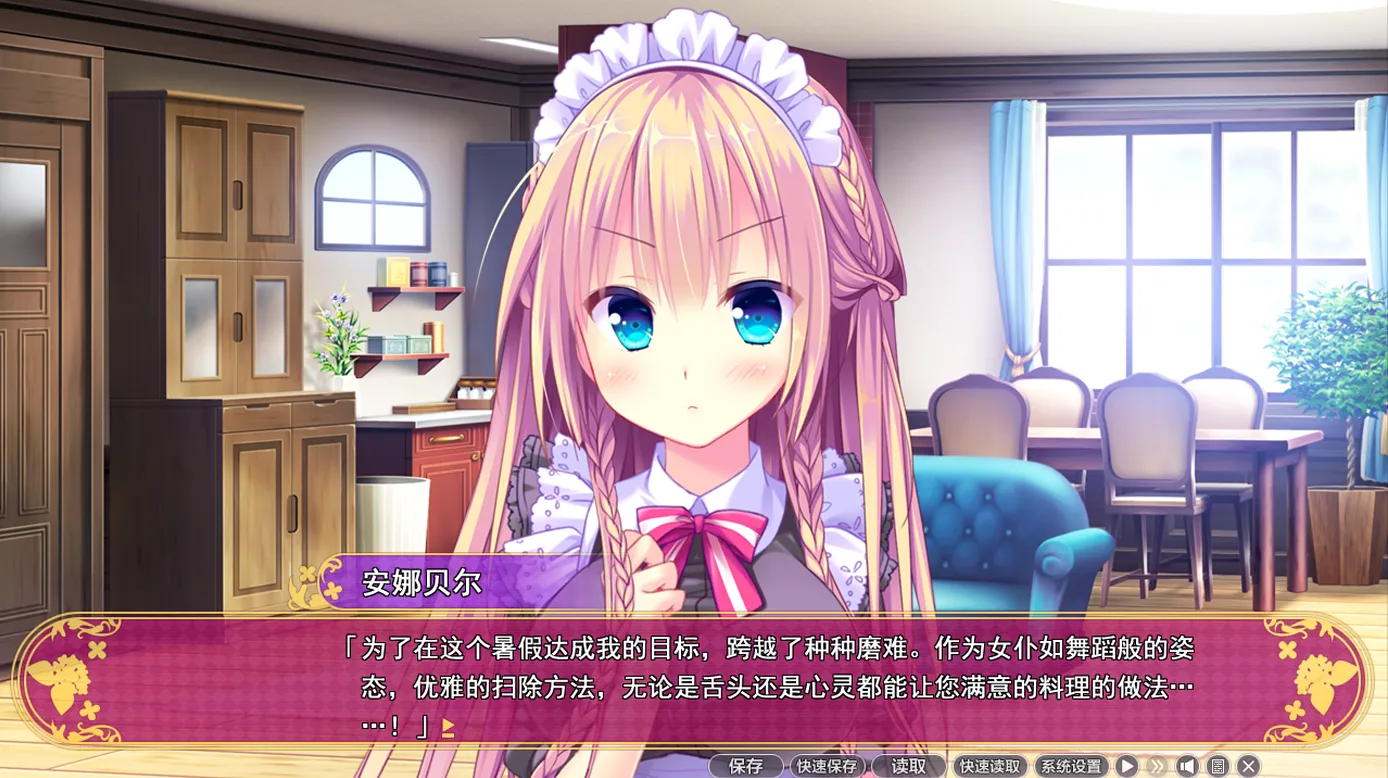 安娜贝尔
「为了在这个暑假达成我的目标，跨越了种种磨难。作为女仆如舞蹈般的姿
态，优雅的扫除方法，无论是舌头还是心灵都能让您满意的料理的做法…
…！」
保存 快速保存 读取 快速读取 系统设置